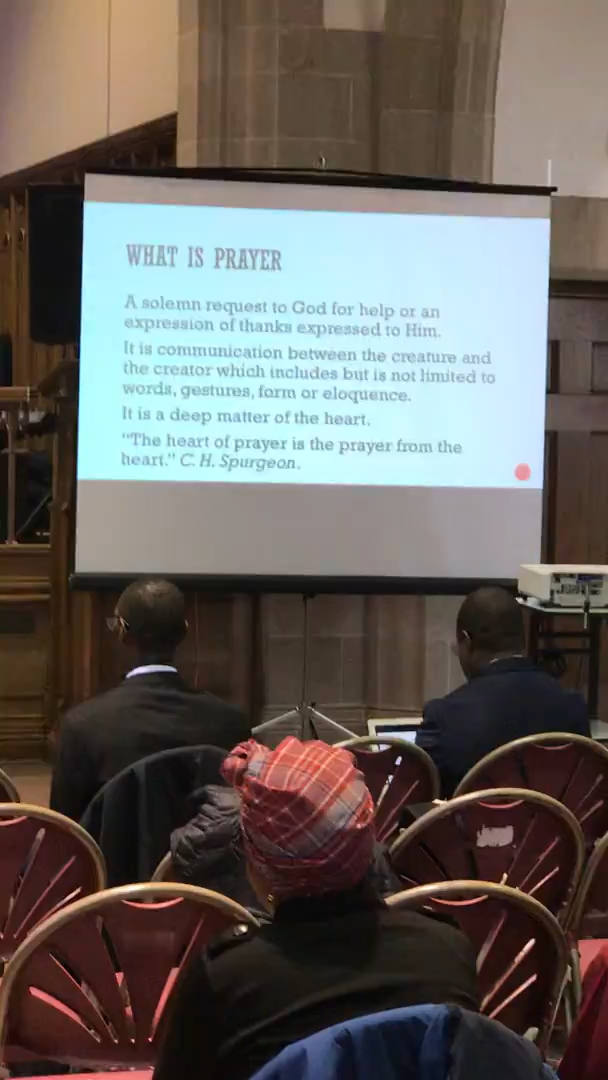 WHAT IS PRAYER
A solemn request to God for help or an
expression of thanks expressed to Him.
It is communication between the creature and
the creator which includes but is not limited to
words, gestures, form or eloquence.
It is a deep matter of the heart.
"The heart of prayer is the prayer from the
heart." C. H. Spurgeon.